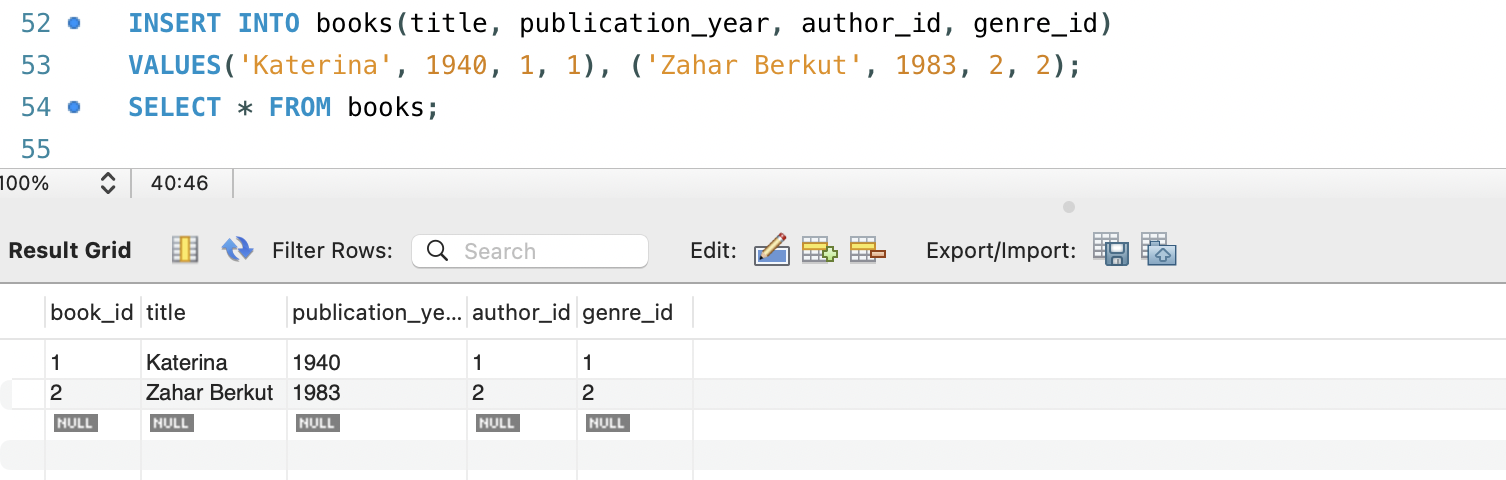 52 INSERT INTO books(title, publication_year, author_id, genre_id)
53 VALUES('Katerina', 1940, 1, 1), ('Zahar Berkut', 1983, 2, 2);
54 SELECT * FROM books;
55
100% 40:46
Result Grid Filter Rows: Search Edit: Export/Import:
book_id title publication_ye... author_id genre_id
1 Katerina 1940 1 1
2 Zahar Berkut 1983 2 2
NULL NULL NULL NULL NULL